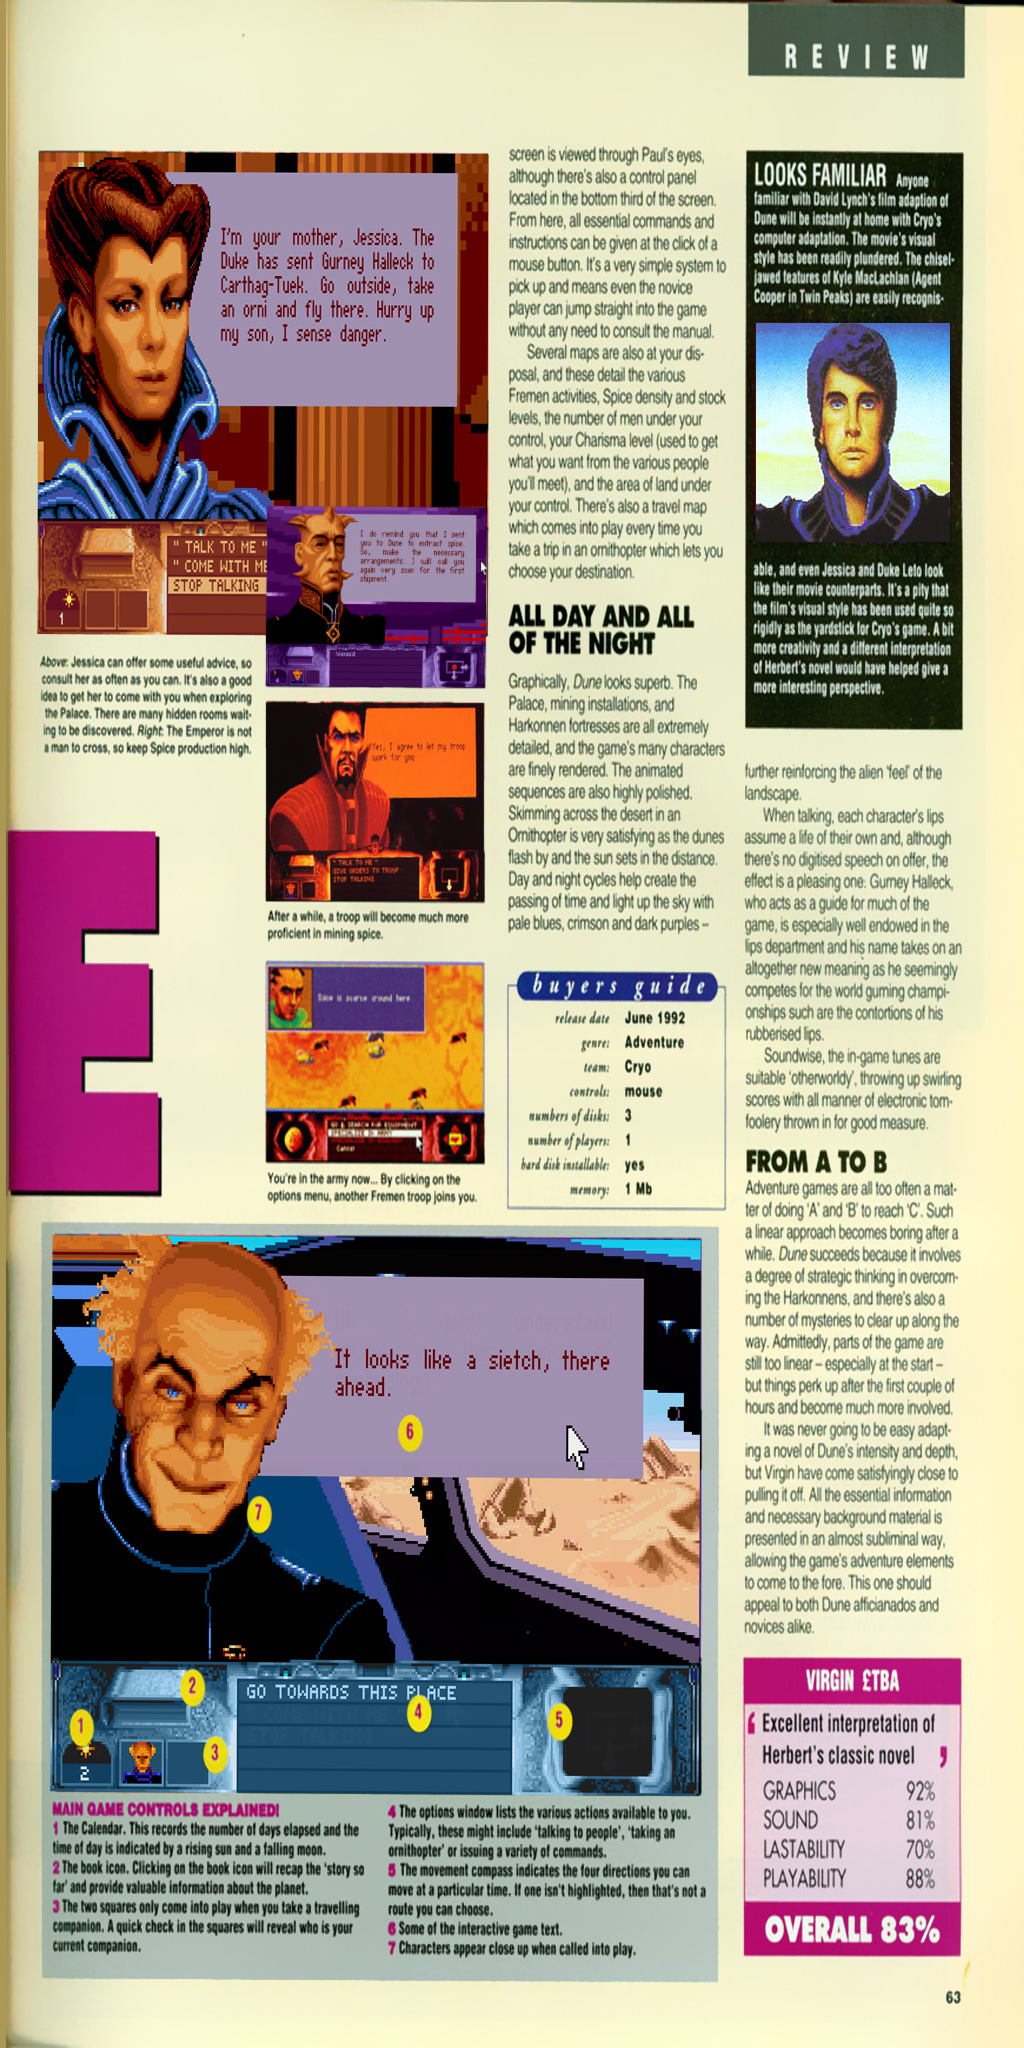 REVIEW
I'm your mother, Jessica. The
Duke has sent Gurney Halleck to
Carthag-Tuek. Go outside, take
an orni and fly there. Hurry up
my son, I sense danger.
" TALK TO ME "
" COME WITH ME
STOP TALKING
1
I do remind you that I sent
you to Dune to extract spice.
So, make the necessary
arrangements. I will call you
again very soon for the first
shipment.
Above: Jessica can offer some useful advice, so
consult her as often as you can. It's also a good
idea to get her to come with you when exploring
the Palace. There are many hidden rooms wait-
ing to be discovered. Right: The Emperor is not
a man to cross, so keep Spice production high.
Yes, I agree to let my troop
work for you
" TALK TO ME "
GIVE ORDERS TO TROOP
STOP TALKING
After a while, a troop will become much more
proficient in mining spice.
Spice is scarce around here
GO & SEARCH FOR EQUIPMENT
SPECIALIZE IN ARMY
Cancel
You're in the army now... By clicking on the
options menu, another Fremen troop joins you.
E
screen is viewed through Paul's eyes,
although there's also a control panel
located in the bottom third of the screen.
From here, all essential commands and
instructions can be given at the click of a
mouse button. It's a very simple system to
pick up and means even the novice
player can jump straight into the game
without any need to consult the manual.
Several maps are also at your dis-
posal, and these detail the various
Fremen activities, Spice density and stock
levels, the number of men under your
control, your Charisma level (used to get
what you want from the various people
you'll meet), and the area of land under
your control. There's also a travel map
which comes into play every time you
take a trip in an ornithopter which lets you
choose your destination.
ALL DAY AND ALL
OF THE NIGHT
Graphically, Dune looks superb. The
Palace, mining installations, and
Harkonnen fortresses are all extremely
detailed, and the game's many characters
are finely rendered. The animated
sequences are also highly polished.
Skimming across the desert in an
Ornithopter is very satisfying as the dunes
flash by and the sun sets in the distance.
Day and night cycles help create the
passing of time and light up the sky with
pale blues, crimson and dark purples –
buyers guide
release date June 1992
genre: Adventure
team: Cryo
controls: mouse
numbers of disks: 3
number of players: 1
hard disk installable: yes
memory: 1 Mb
LOOKS FAMILIAR Anyone
familiar with David Lynch's film adaption of
Dune will be instantly at home with Cryo's
computer adaptation. The movie's visual
style has been readily plundered. The chisel-
jawed features of Kyle MacLachlan (Agent
Cooper in Twin Peaks) are easily recognis-
able, and even Jessica and Duke Leto look
like their movie counterparts. It's a pity that
the film's visual style has been used quite so
rigidly as the yardstick for Cryo's game. A bit
more creativity and a different interpretation
of Herbert's novel would have helped give a
more interesting perspective.
further reinforcing the alien 'feel' of the
landscape.
When talking, each character's lips
assume a life of their own and, although
there's no digitised speech on offer, the
effect is a pleasing one. Gurney Halleck,
who acts as a guide for much of the
game, is especially well endowed in the
lips department and his name takes on an
altogether new meaning as he seemingly
competes for the world gurning champi-
onships such are the contortions of his
rubberised lips.
Soundwise, the in-game tunes are
suitable 'otherworldy', throwing up swirling
scores with all manner of electronic tom-
foolery thrown in for good measure.
FROM A TO B
Adventure games are all too often a mat-
ter of doing 'A' and 'B' to reach 'C'. Such
a linear approach becomes boring after a
while. Dune succeeds because it involves
a degree of strategic thinking in overcom-
ing the Harkonnens, and there's also a
number of mysteries to clear up along the
way. Admittedly, parts of the game are
still too linear – especially at the start –
but things perk up after the first couple of
hours and become much more involved.
It was never going to be easy adapt-
ing a novel of Dune's intensity and depth,
but Virgin have come satisfyingly close to
pulling it off. All the essential information
and necessary background material is
presented in an almost subliminal way,
allowing the game's adventure elements
to come to the fore. This one should
appeal to both Dune afficianados and
novices alike.
It looks like a sietch, there
ahead.
6
7
GO TOWARDS THIS PLACE
1
2
3
4
5
2
MAIN GAME CONTROLS EXPLAINED!
1 The Calendar. This records the number of days elapsed and the
time of day is indicated by a rising sun and a falling moon.
2 The book icon. Clicking on the book icon will recap the 'story so
far' and provide valuable information about the planet.
3 The two squares only come into play when you take a travelling
companion. A quick check in the squares will reveal who is your
current companion.
4 The options window lists the various actions available to you.
Typically, these might include 'talking to people', 'taking an
ornithopter' or issuing a variety of commands.
5 The movement compass indicates the four directions you can
move at a particular time. If one isn't highlighted, then that's not a
route you can choose.
6 Some of the interactive game text.
7 Characters appear close up when called into play.
VIRGIN £TBA
' Excellent interpretation of
Herbert's classic novel '
GRAPHICS 92%
SOUND 81%
LASTABILITY 70%
PLAYABILITY 88%
OVERALL 83%
63